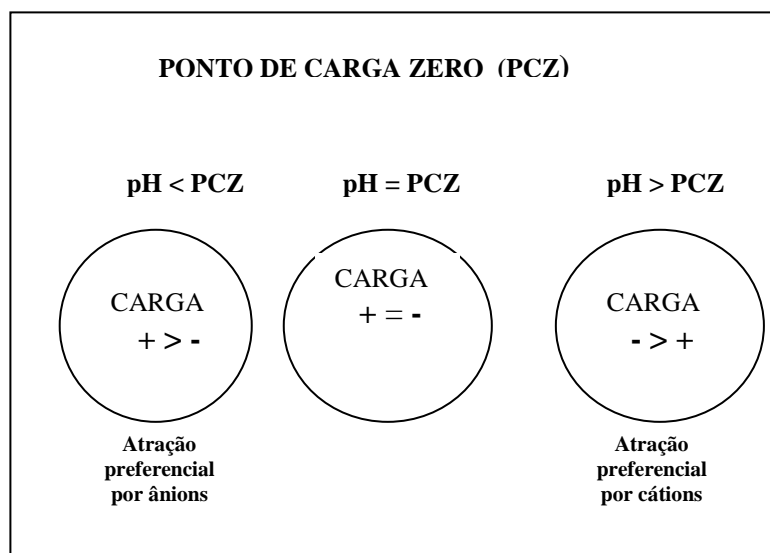 PONTO DE CARGA ZERO (PCZ)
pH < PCZ
pH = PCZ
pH > PCZ
CARGA
+ > -
CARGA
+ = -
CARGA
- > +
Atração
preferencial
por ânions
Atração
preferencial
por cátions